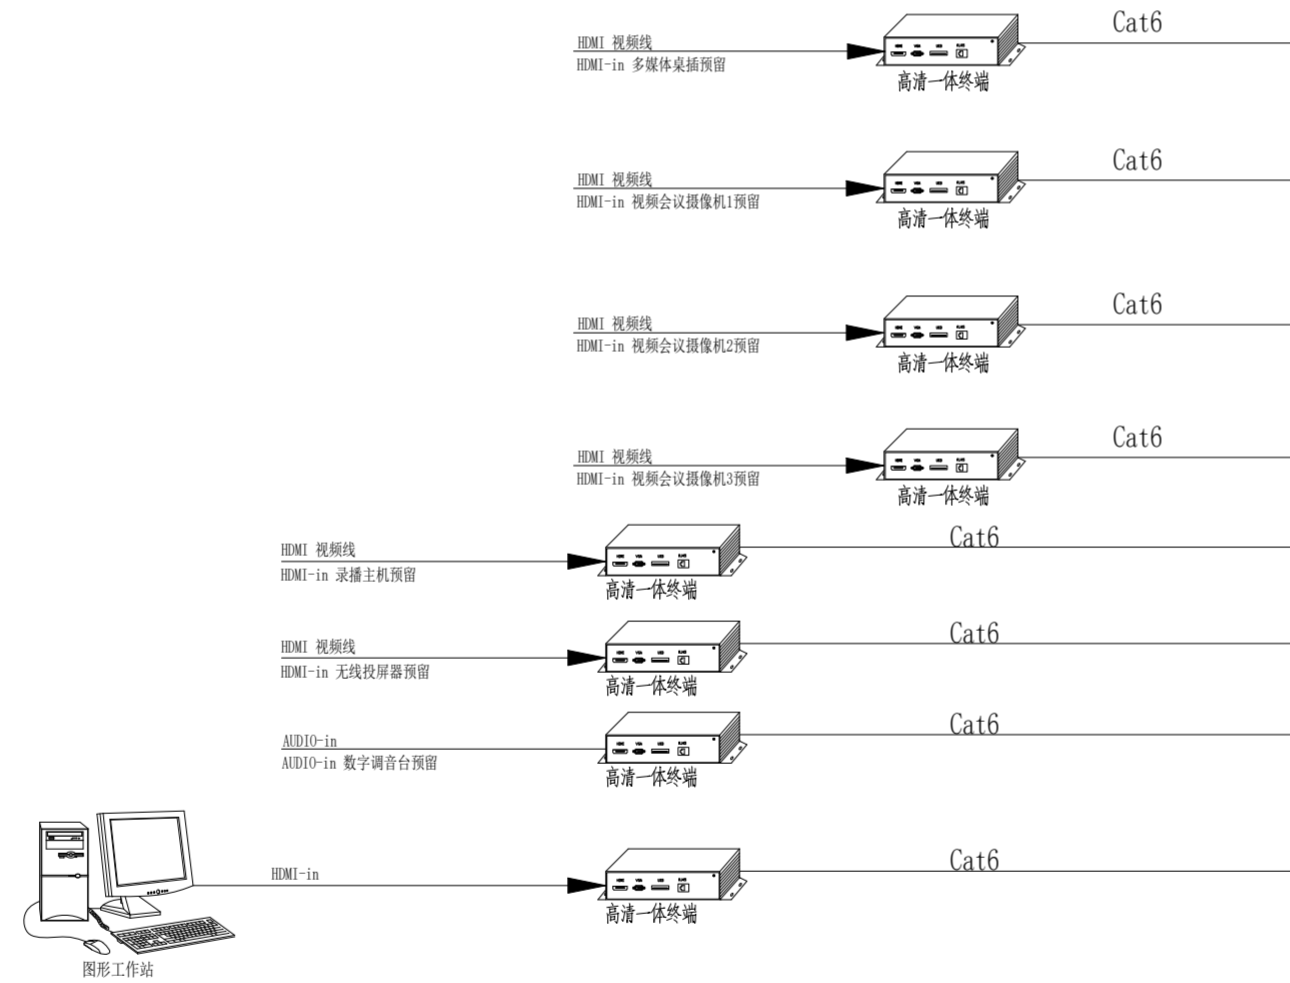 Cat6
HDMI 视频线
HDMI-in 多媒体桌插预留
高清一体终端
Cat6
HDMI 视频线
HDMI-in 视频会议摄像机1预留
高清一体终端
Cat6
HDMI 视频线
HDMI-in 视频会议摄像机2预留
高清一体终端
Cat6
HDMI 视频线
HDMI-in 视频会议摄像机3预留
高清一体终端
Cat6
HDMI 视频线
HDMI-in 录播主机预留
高清一体终端
Cat6
HDMI 视频线
HDMI-in 无线投屏器预留
高清一体终端
Cat6
AUDIO-in
AUDIO-in 数字调音台预留
高清一体终端
Cat6
HDMI-in
高清一体终端
图形工作站